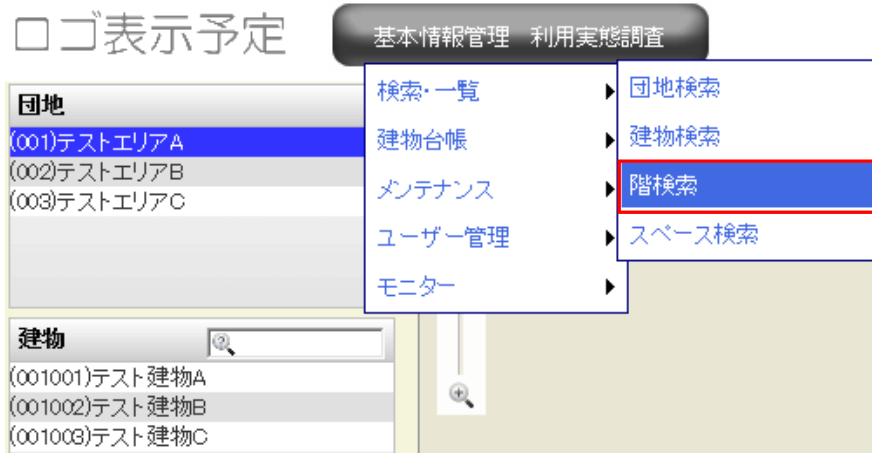 ロゴ表示予定
基本情報管理 利用実態調査
検索・一覧
建物台帳
メンテナンス
ユーザー管理
モニター
団地検索
建物検索
階検索
スペース検索
団地
(001)テストエリアA
(002)テストエリアB
(003)テストエリアC
建物
(001001)テスト建物A
(001002)テスト建物B
(001003)テスト建物C